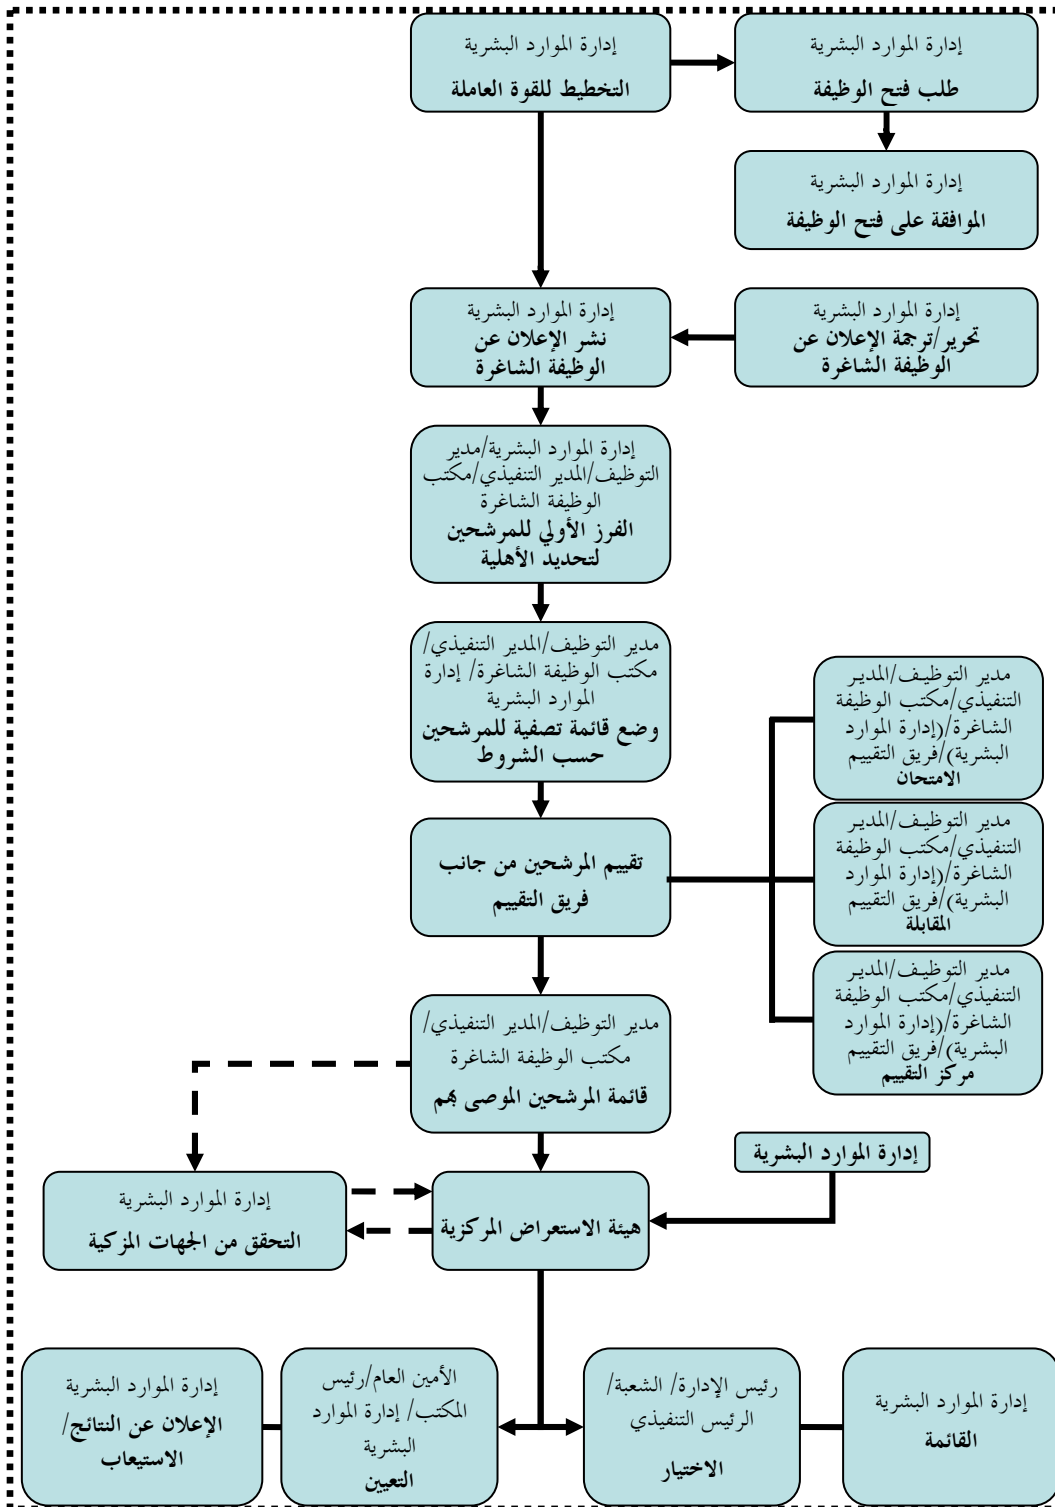 إدارة الموارد البشرية
التخطيط للقوة العاملة
إدارة الموارد البشرية
طلب فتح الوظيفة
إدارة الموارد البشرية
الموافقة على فتح الوظيفة
إدارة الموارد البشرية
نشر الإعلان عن
الوظيفة الشاغرة
إدارة الموارد البشرية
تحرير/ترجمة الإعلان عن
الوظيفة الشاغرة
إدارة الموارد البشرية/مدير
التوظيف/المدير التنفيذي/مكتب
الوظيفة الشاغرة
الفرز الأولي للمرشحين
لتحديد الأهلية
مدير التوظيف/المدير التنفيذي/
مكتب الوظيفة الشاغرة/ إدارة
الموارد البشرية
وضع قائمة تصفية للمرشحين
حسب الشروط
مدير التوظيف/المدير
التنفيذي/مكتب الوظيفة
الشاغرة/(إدارة الموارد
البشرية)/فريق التقييم
الامتحان
تقييم المرشحين من جانب
فريق التقييم
مدير التوظيف/المدير
التنفيذي/مكتب الوظيفة
الشاغرة/(إدارة الموارد
البشرية)/فريق التقييم
المقابلة
مدير التوظيف/المدير
التنفيذي/مكتب الوظيفة
الشاغرة/(إدارة الموارد
البشرية)/فريق التقييم
مركز التقييم
مدير التوظيف/المدير التنفيذي/
مكتب الوظيفة الشاغرة
قائمة المرشحين الموصى بهم
إدارة الموارد البشرية
هيئة الاستعراض المركزية
إدارة الموارد البشرية
التحقق من الجهات المزكية
إدارة الموارد البشرية
القائمة
رئيس الإدارة/ الشعبة/
الرئيس التنفيذي
الاختيار
الأمين العام/رئيس
المكتب/ إدارة الموارد
البشرية
التعيين
إدارة الموارد البشرية
الإعلان عن النتائج/
الاستيعاب